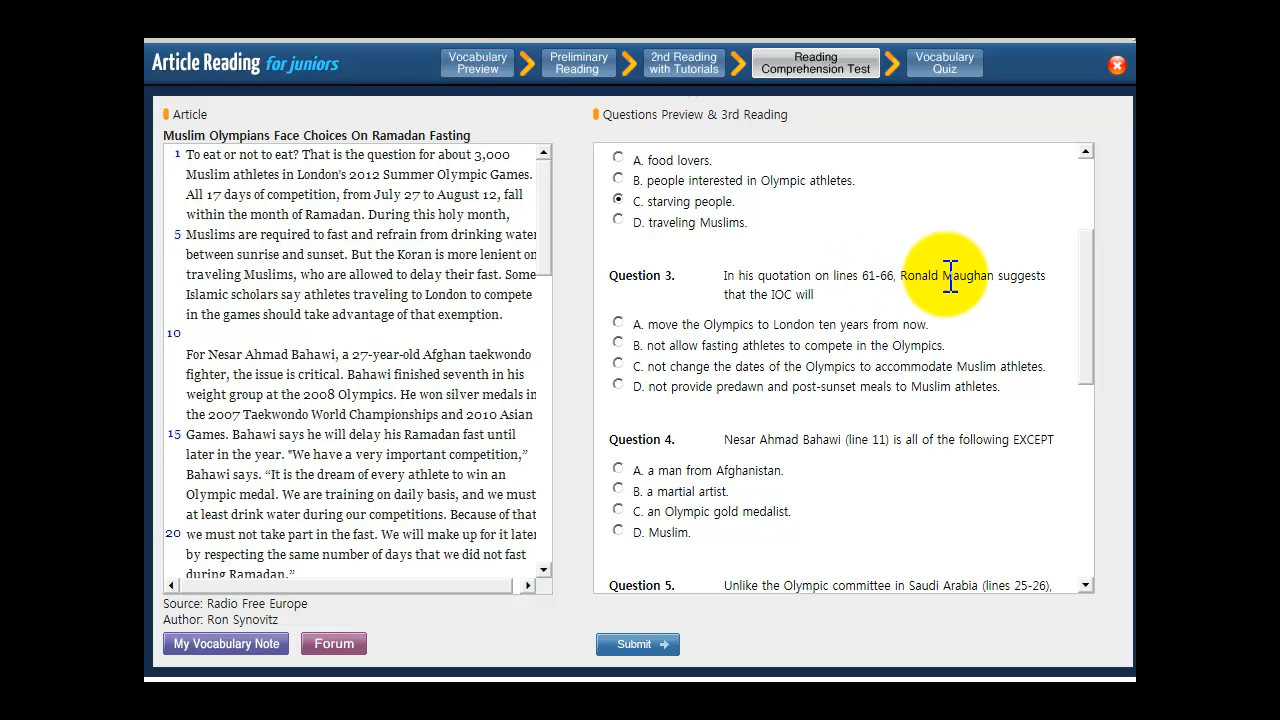 Article Reading for juniors
Vocabulary Preview
Preliminary Reading
2nd Reading with Tutorials
Reading Comprehension Test
Vocabulary Quiz
Article
Muslim Olympians Face Choices On Ramadan Fasting
1 To eat or not to eat? That is the question for about 3,000
Muslim athletes in London's 2012 Summer Olympic Games.
All 17 days of competition, from July 27 to August 12, fall
within the month of Ramadan. During this holy month,
5 Muslims are required to fast and refrain from drinking water
between sunrise and sunset. But the Koran is more lenient on
traveling Muslims, who are allowed to delay their fast. Some
Islamic scholars say athletes traveling to London to compete
in the games should take advantage of that exemption.
10
For Nesar Ahmad Bahawi, a 27-year-old Afghan taekwondo
fighter, the issue is critical. Bahawi finished seventh in his
weight group at the 2008 Olympics. He won silver medals in
the 2007 Taekwondo World Championships and 2010 Asian
15 Games. Bahawi says he will delay his Ramadan fast until
later in the year. "We have a very important competition,”
Bahawi says. “It is the dream of every athlete to win an
Olympic medal. We are training on daily basis, and we must
at least drink water during our competitions. Because of that
20 we must not take part in the fast. We will make up for it later
by respecting the same number of days that we did not fast
during Ramadan.”
Source: Radio Free Europe
Author: Ron Synovitz
My Vocabulary Note
Forum
Questions Preview & 3rd Reading
A. food lovers.
B. people interested in Olympic athletes.
C. starving people.
D. traveling Muslims.
Question 3. In his quotation on lines 61-66, Ronald Maughan suggests
that the IOC will
A. move the Olympics to London ten years from now.
B. not allow fasting athletes to compete in the Olympics.
C. not change the dates of the Olympics to accommodate Muslim athletes.
D. not provide predawn and post-sunset meals to Muslim athletes.
Question 4. Nesar Ahmad Bahawi (line 11) is all of the following EXCEPT
A. a man from Afghanistan.
B. a martial artist.
C. an Olympic gold medalist.
D. Muslim.
Question 5. Unlike the Olympic committee in Saudi Arabia (lines 25-26),
Submit